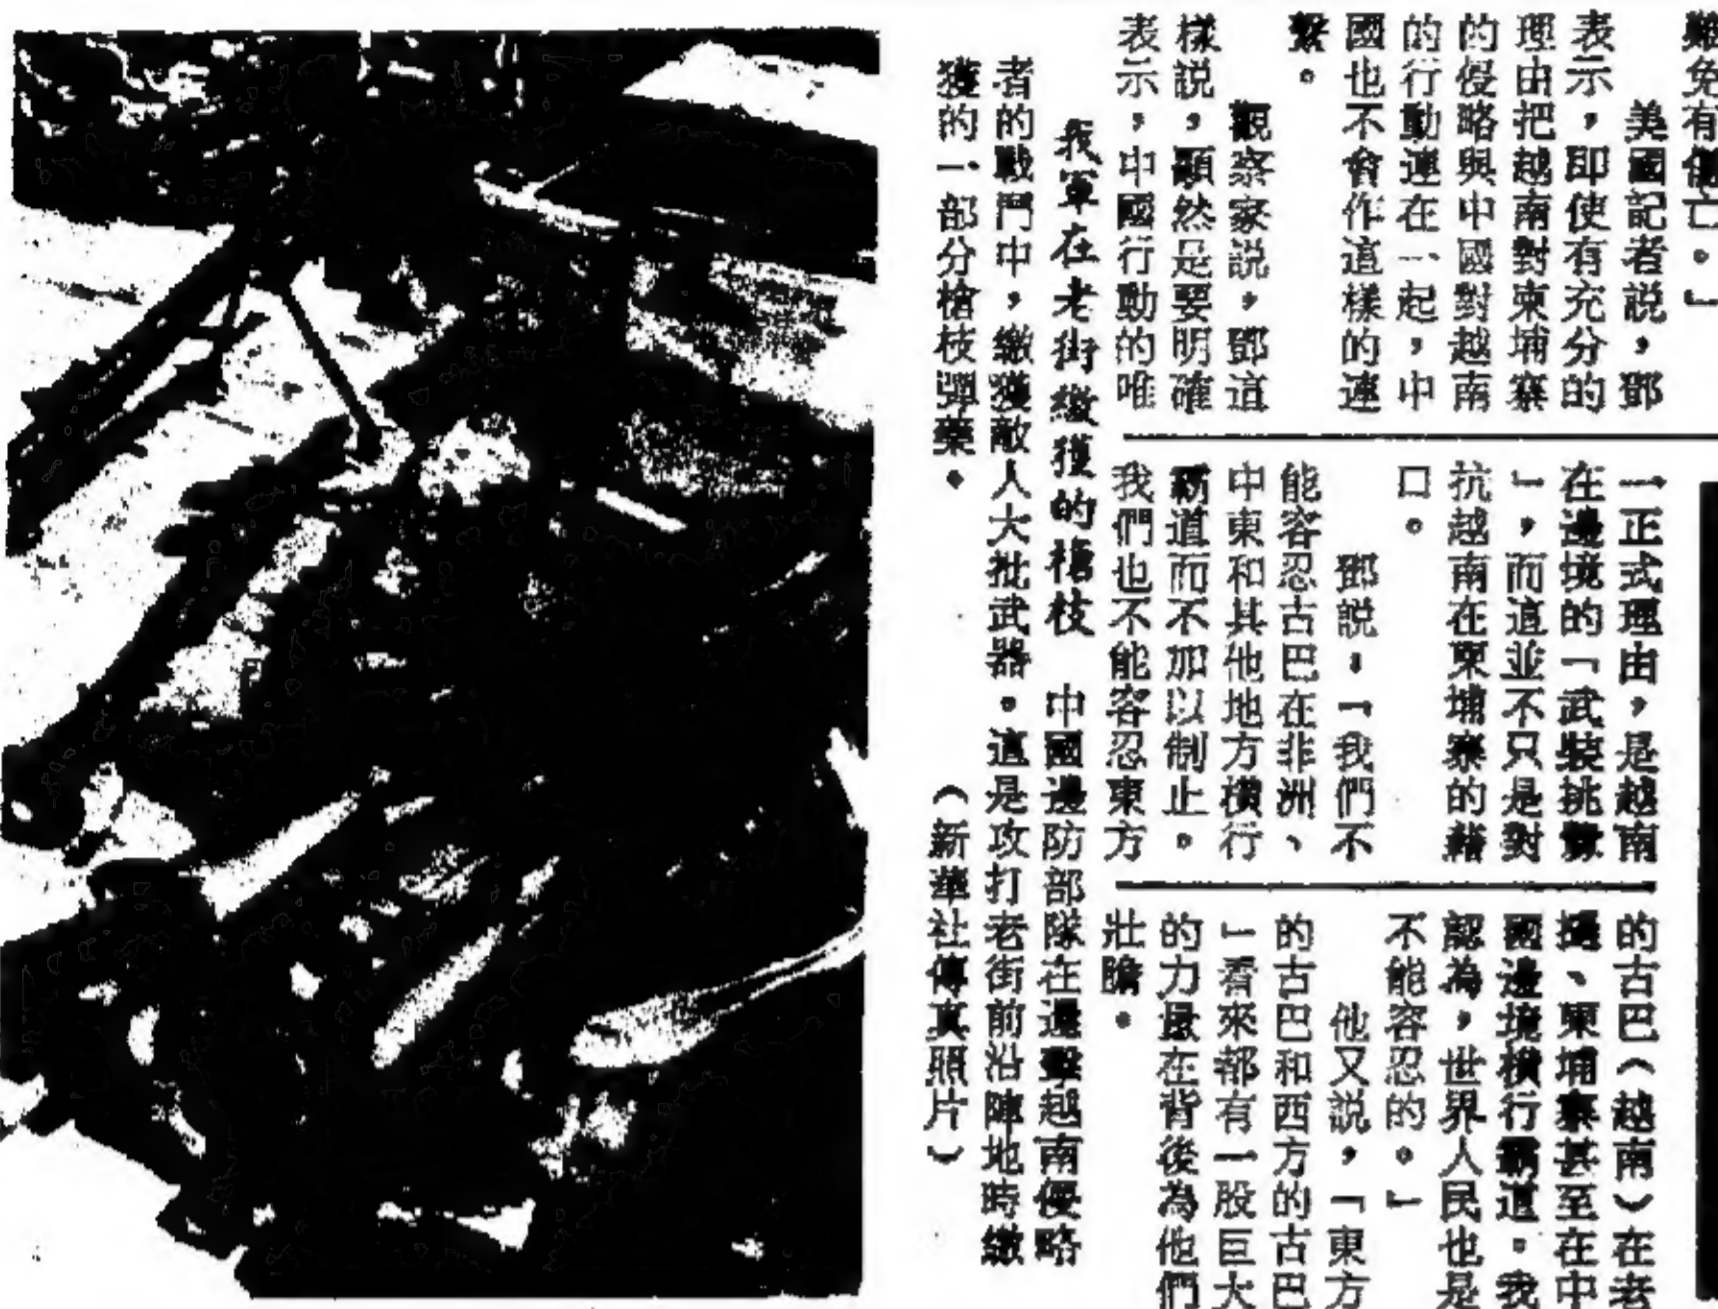 難免有傷亡。」
美國記者說，鄧
表示，即使有充分的
理由把越南對柬埔寨
的侵略與中國對越南
的行動連在一起，中
國也不會作這樣的連
繫。
觀察家說，鄧這
樣說，顯然是要明確
表示，中國行動的唯
一正式理由，是越南
在邊境的「武裝挑釁
」，而這並不只是對
抗越南在柬埔寨的藉
口。
鄧說，「我們不
能容忍古巴在非洲、
中東和其他地方橫行
霸道而不加以制止。
我們也不能容忍東方
的古巴（越南）在老
撾、柬埔寨甚至在中
國邊境橫行霸道。我
認為，世界人民也是
不能容忍的。」
他又說，「東方
的古巴和西方的古巴
」看來都有一股巨大
的力量在背後為他們
壯膽。
我軍在老街繳獲的槍枝　中國邊防部隊在還擊越南侵略
者的戰鬥中，繳獲敵人大批武器。這是攻打老街前沿陣地時繳
獲的一部分槍枝彈藥。　（新華社傳真照片）